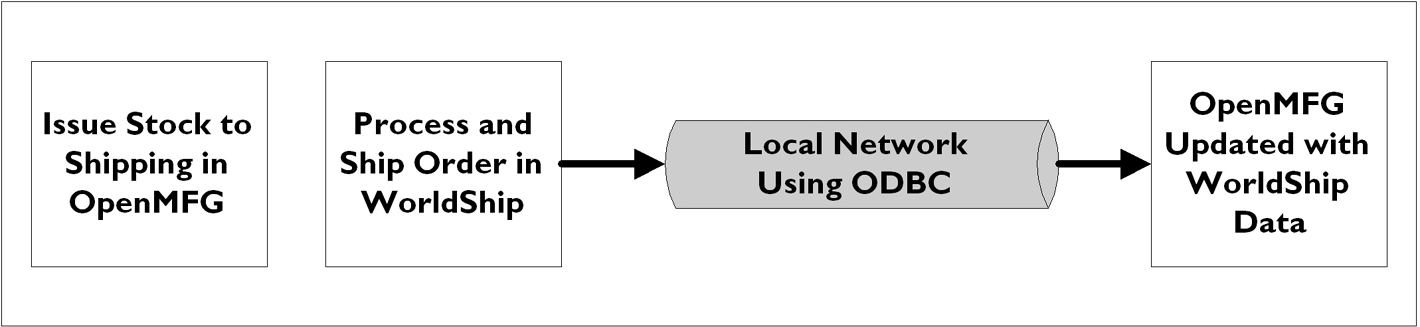 Issue Stock to
Shipping in
OpenMFG
Process and
Ship Order in
WorldShip
Local Network
Using ODBC
OpenMFG
Updated with
WorldShip
Data